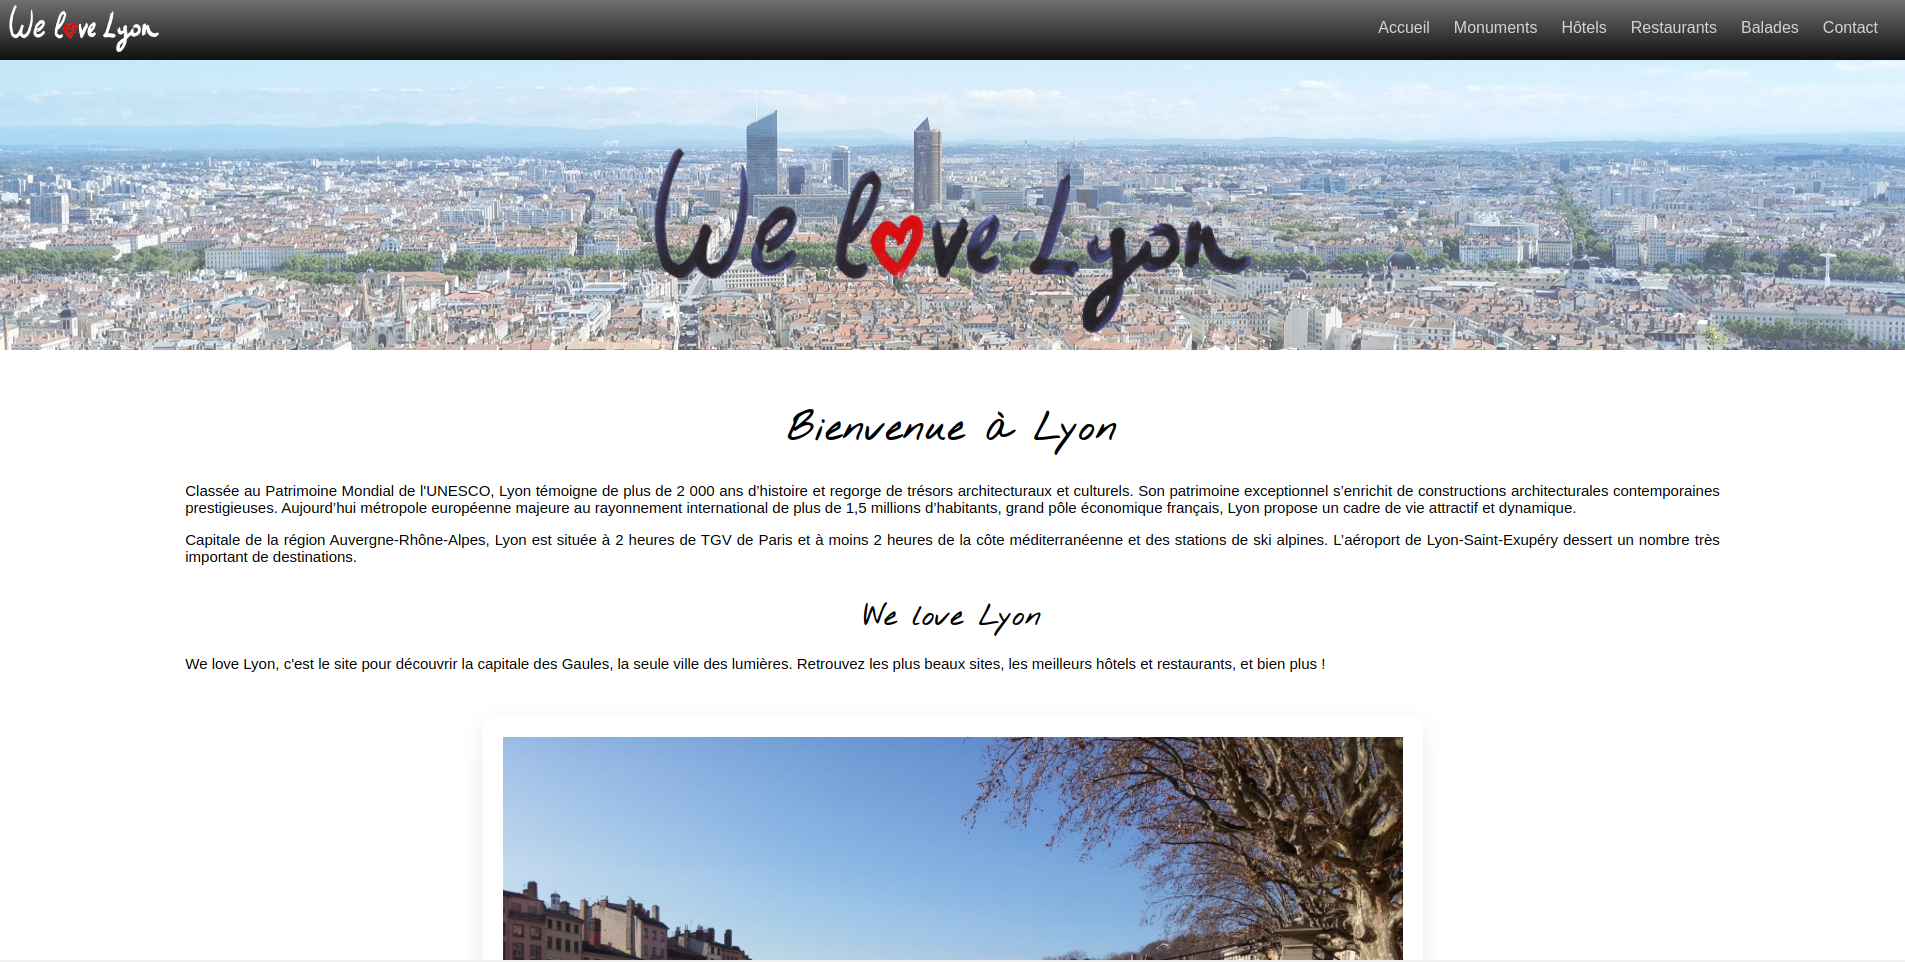 We love Lyon
Accueil Monuments Hôtels Restaurants Balades Contact
We love Lyon
Bienvenue à Lyon
Classée au Patrimoine Mondial de l'UNESCO, Lyon témoigne de plus de 2 000 ans d’histoire et regorge de trésors architecturaux et culturels. Son patrimoine exceptionnel s’enrichit de constructions architecturales contemporaines
prestigieuses. Aujourd’hui métropole européenne majeure au rayonnement international de plus de 1,5 millions d’habitants, grand pôle économique français, Lyon propose un cadre de vie attractif et dynamique.
Capitale de la région Auvergne-Rhône-Alpes, Lyon est située à 2 heures de TGV de Paris et à moins 2 heures de la côte méditerranéenne et des stations de ski alpines. L’aéroport de Lyon-Saint-Exupéry dessert un nombre très
important de destinations.
We love Lyon
We love Lyon, c'est le site pour découvrir la capitale des Gaules, la seule ville des lumières. Retrouvez les plus beaux sites, les meilleurs hôtels et restaurants, et bien plus !